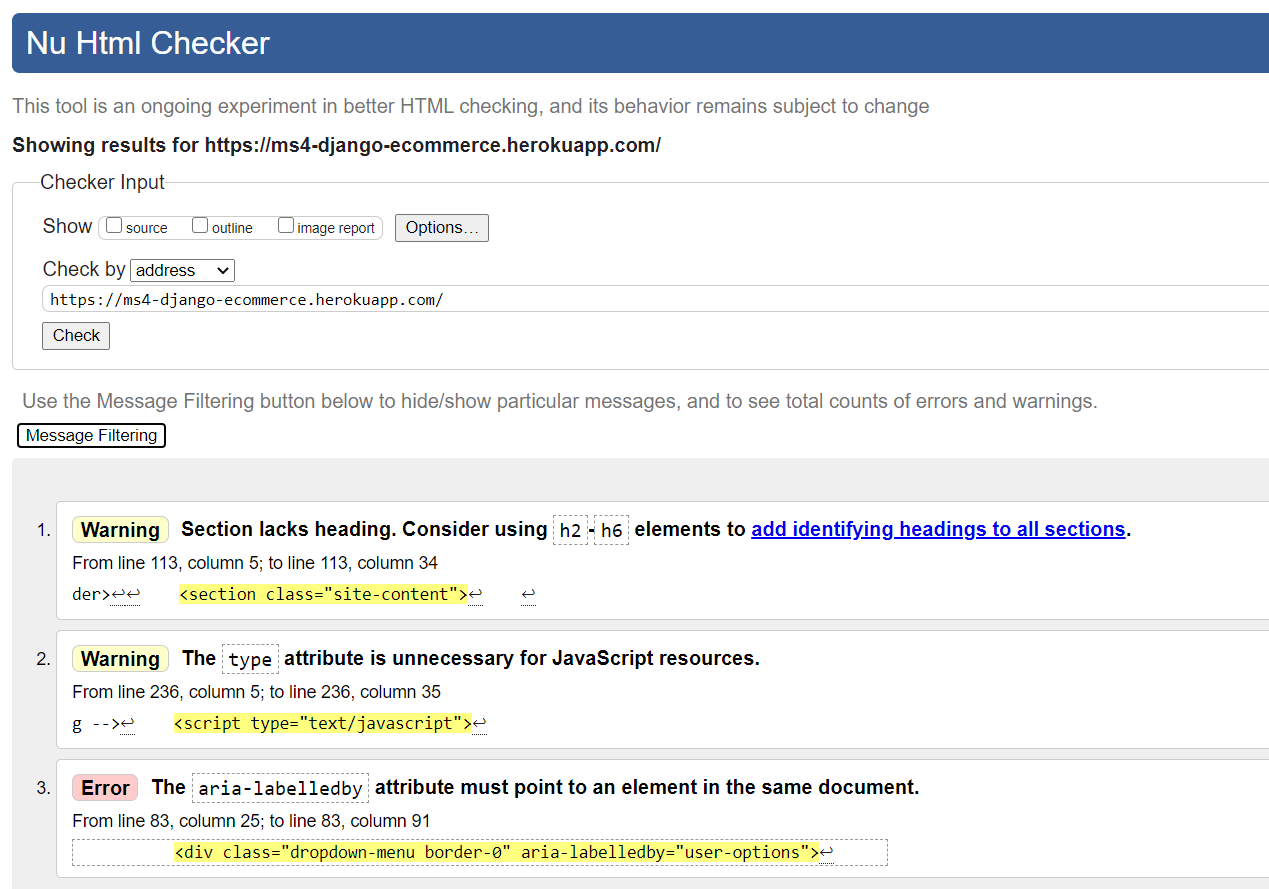 Nu Html Checker
This tool is an ongoing experiment in better HTML checking, and its behavior remains subject to change
Showing results for https://ms4-django-ecommerce.herokuapp.com/
Checker Input
Show source outline image report Options…
Check by address
https://ms4-django-ecommerce.herokuapp.com/
Check
Use the Message Filtering button below to hide/show particular messages, and to see total counts of errors and warnings.
Message Filtering
1. Warning Section lacks heading. Consider using h2-h6 elements to add identifying headings to all sections.
From line 113, column 5; to line 113, column 34
der>↩↩ <section class="site-content">↩ ↩
2. Warning The type attribute is unnecessary for JavaScript resources.
From line 236, column 5; to line 236, column 35
g -->↩ <script type="text/javascript">↩
3. Error The aria-labelledby attribute must point to an element in the same document.
From line 83, column 25; to line 83, column 91
<div class="dropdown-menu border-0" aria-labelledby="user-options">↩